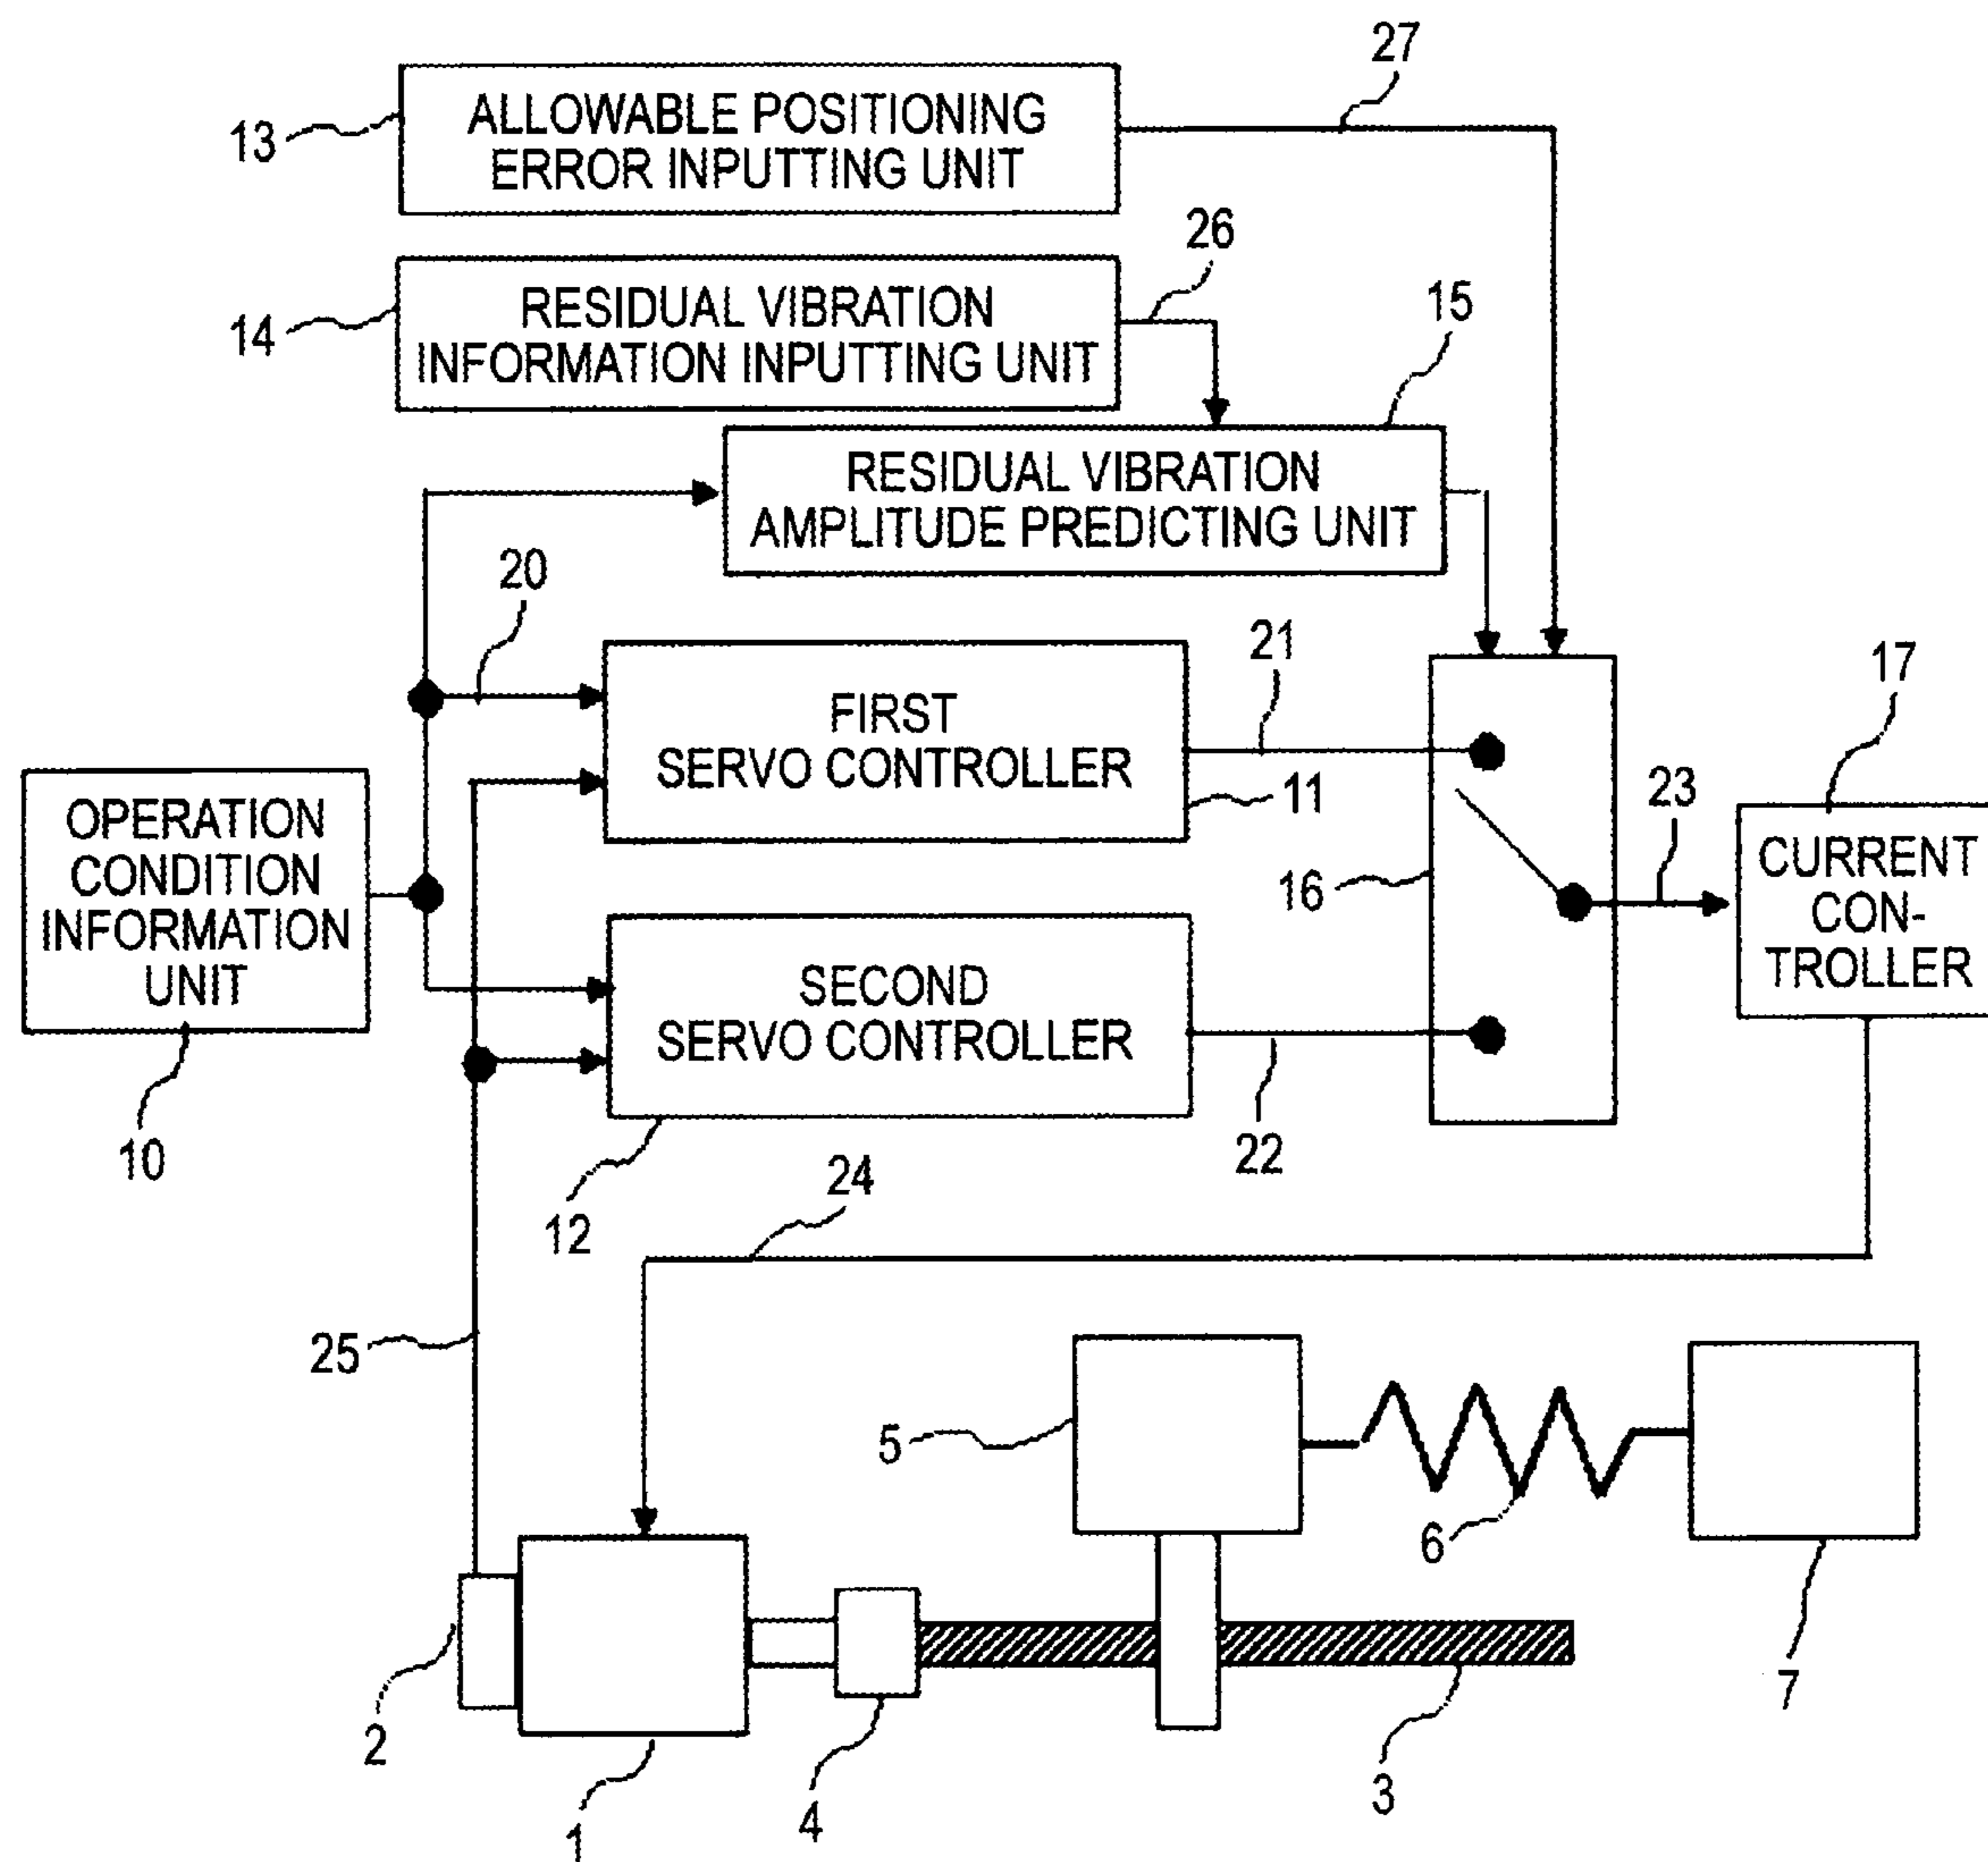 27
ALLOWABLE POSITIONING
ERROR INPUTTING UNIT
13
26
RESIDUAL VIBRATION
INFORMATION INPUTTING UNIT
14
15
RESIDUAL VIBRATION
AMPLITUDE PREDICTING UNIT
20
21
17
FIRST
SERVO CONTROLLER
11
23
OPERATION
CONDITION
INFORMATION
UNIT
16
CURRENT
CON-
TROLLER
SECOND
SERVO CONTROLLER
10
22
12
24
25
5
6
2
7
1
4
3